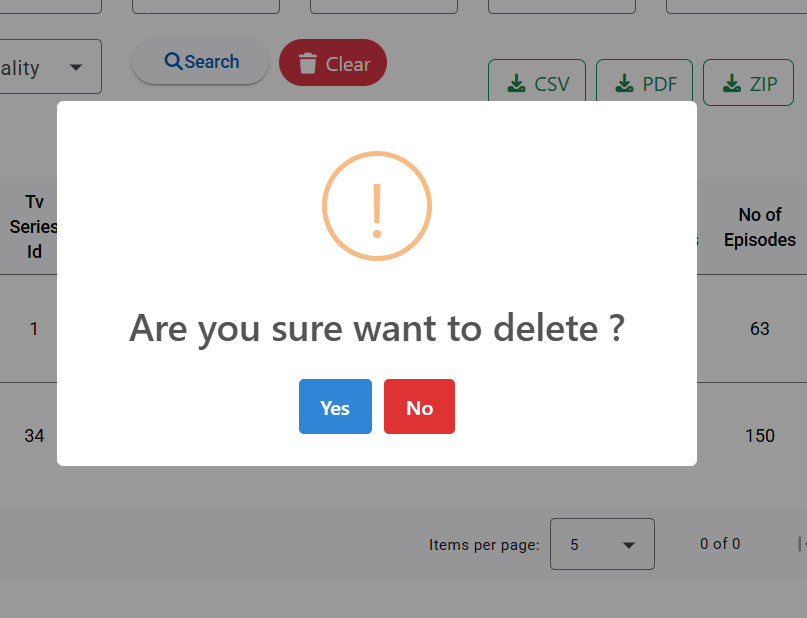 ality
Search
Clear
CSV
PDF
ZIP
!
Are you sure want to delete ?
Yes
No
Tv
Series
Id
No of
Episodes
1
63
34
150
Items per page:
5
0 of 0